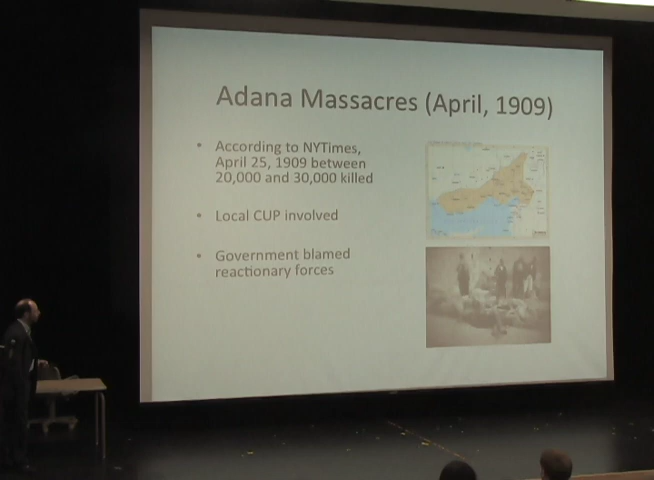 Adana Massacres (April, 1909)
• According to NYTimes,
April 25, 1909 between
20,000 and 30,000 killed
• Local CUP involved
• Government blamed
reactionary forces